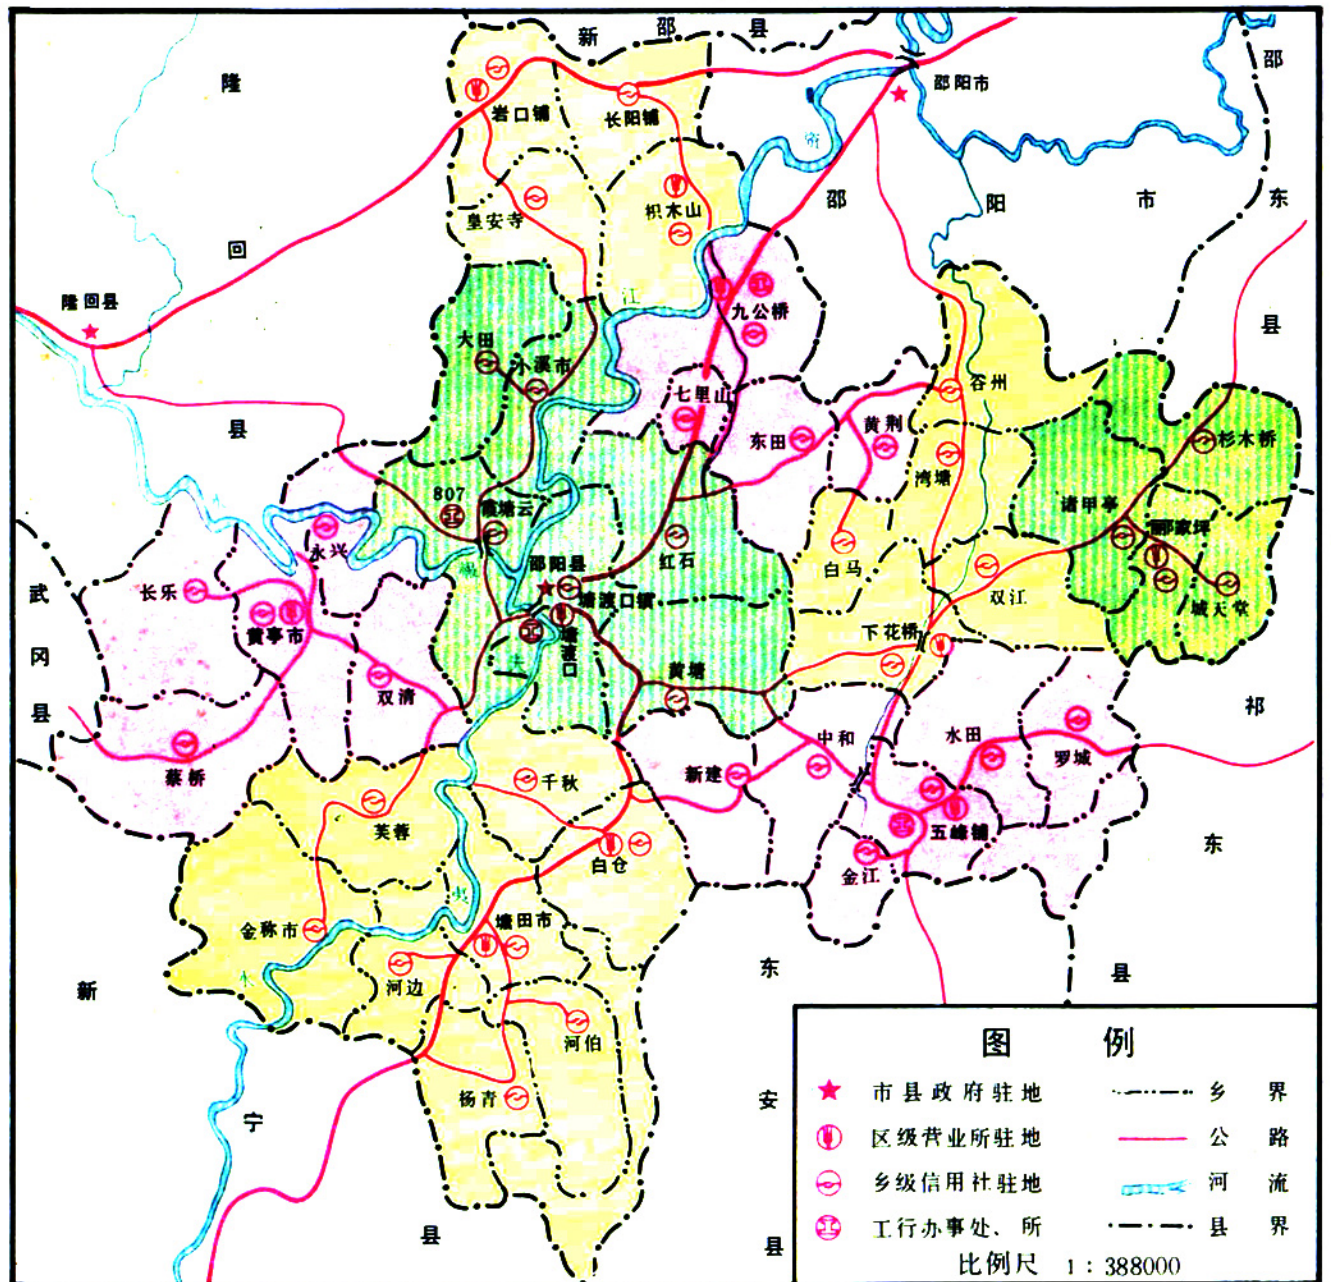 新邵县
邵东县
隆回县
邵阳市
岩口铺
长阳铺
帝
邵阳市
皇安寺
枳木山
江
隆回县
九公桥
大田
小溪市
七里山
谷州
东田
黄荆
杉木桥
湾塘
807
霞塘云
诸甲亭
郦家坪
永兴
邵阳县
红石
白马
双江
长乐
塘渡口镇
城天堂
武冈县
黄亭市
塘渡口
下花桥
黄塘
双清
祁东县
中和
水田
罗城
蔡桥
新建
千秋
芙蓉
五峰铺
白仓
金江
夷
塘田市
金称市
水
河边
东安县
新宁县
河伯
杨青
图例
市县政府驻地
乡界
区级营业所驻地
公路
乡级信用社驻地
河流
工行办事处、所
县界
比例尺 1:388000